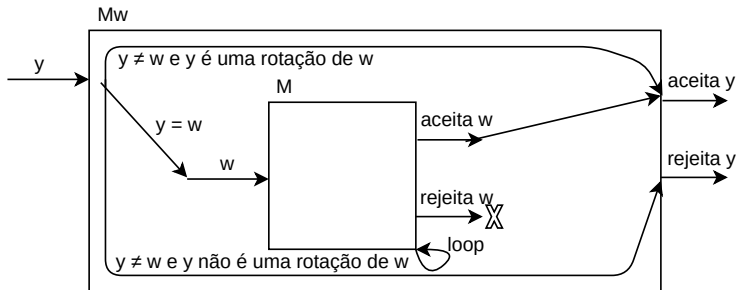 Mw
y
y ≠ w e y é uma rotação de w
M
aceita y
aceita w
y = w
w
rejeita y
rejeita w
X
loop
y ≠ w e y não é uma rotação de w